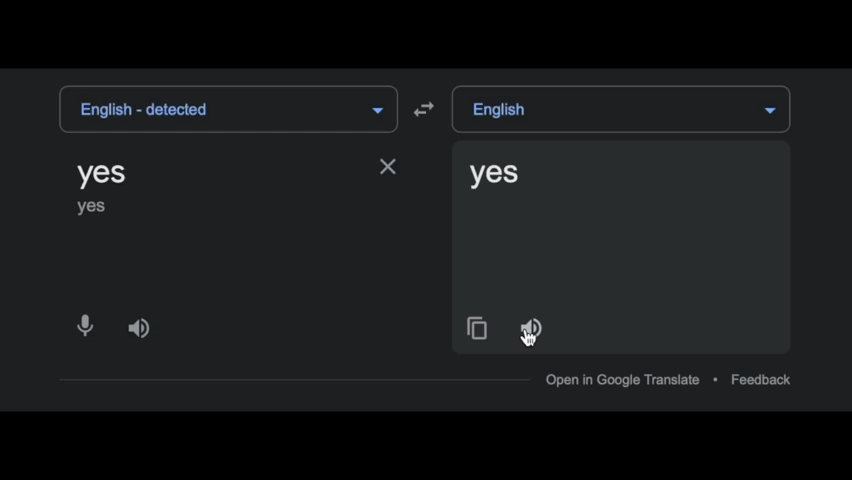 English - detected
English
yes
yes
yes
Open in Google Translate • Feedback